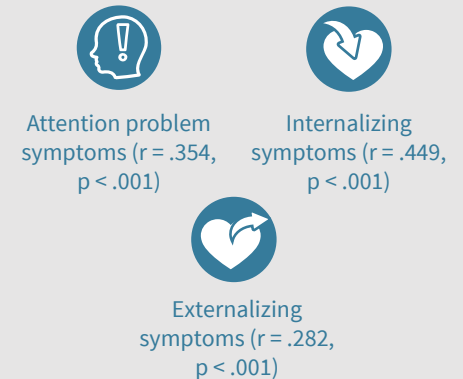 Attention problem
symptoms (r = .354,
p < .001)
Internalizing
symptoms (r = .449,
p < .001)
Externalizing
symptoms (r = .282,
p < .001)